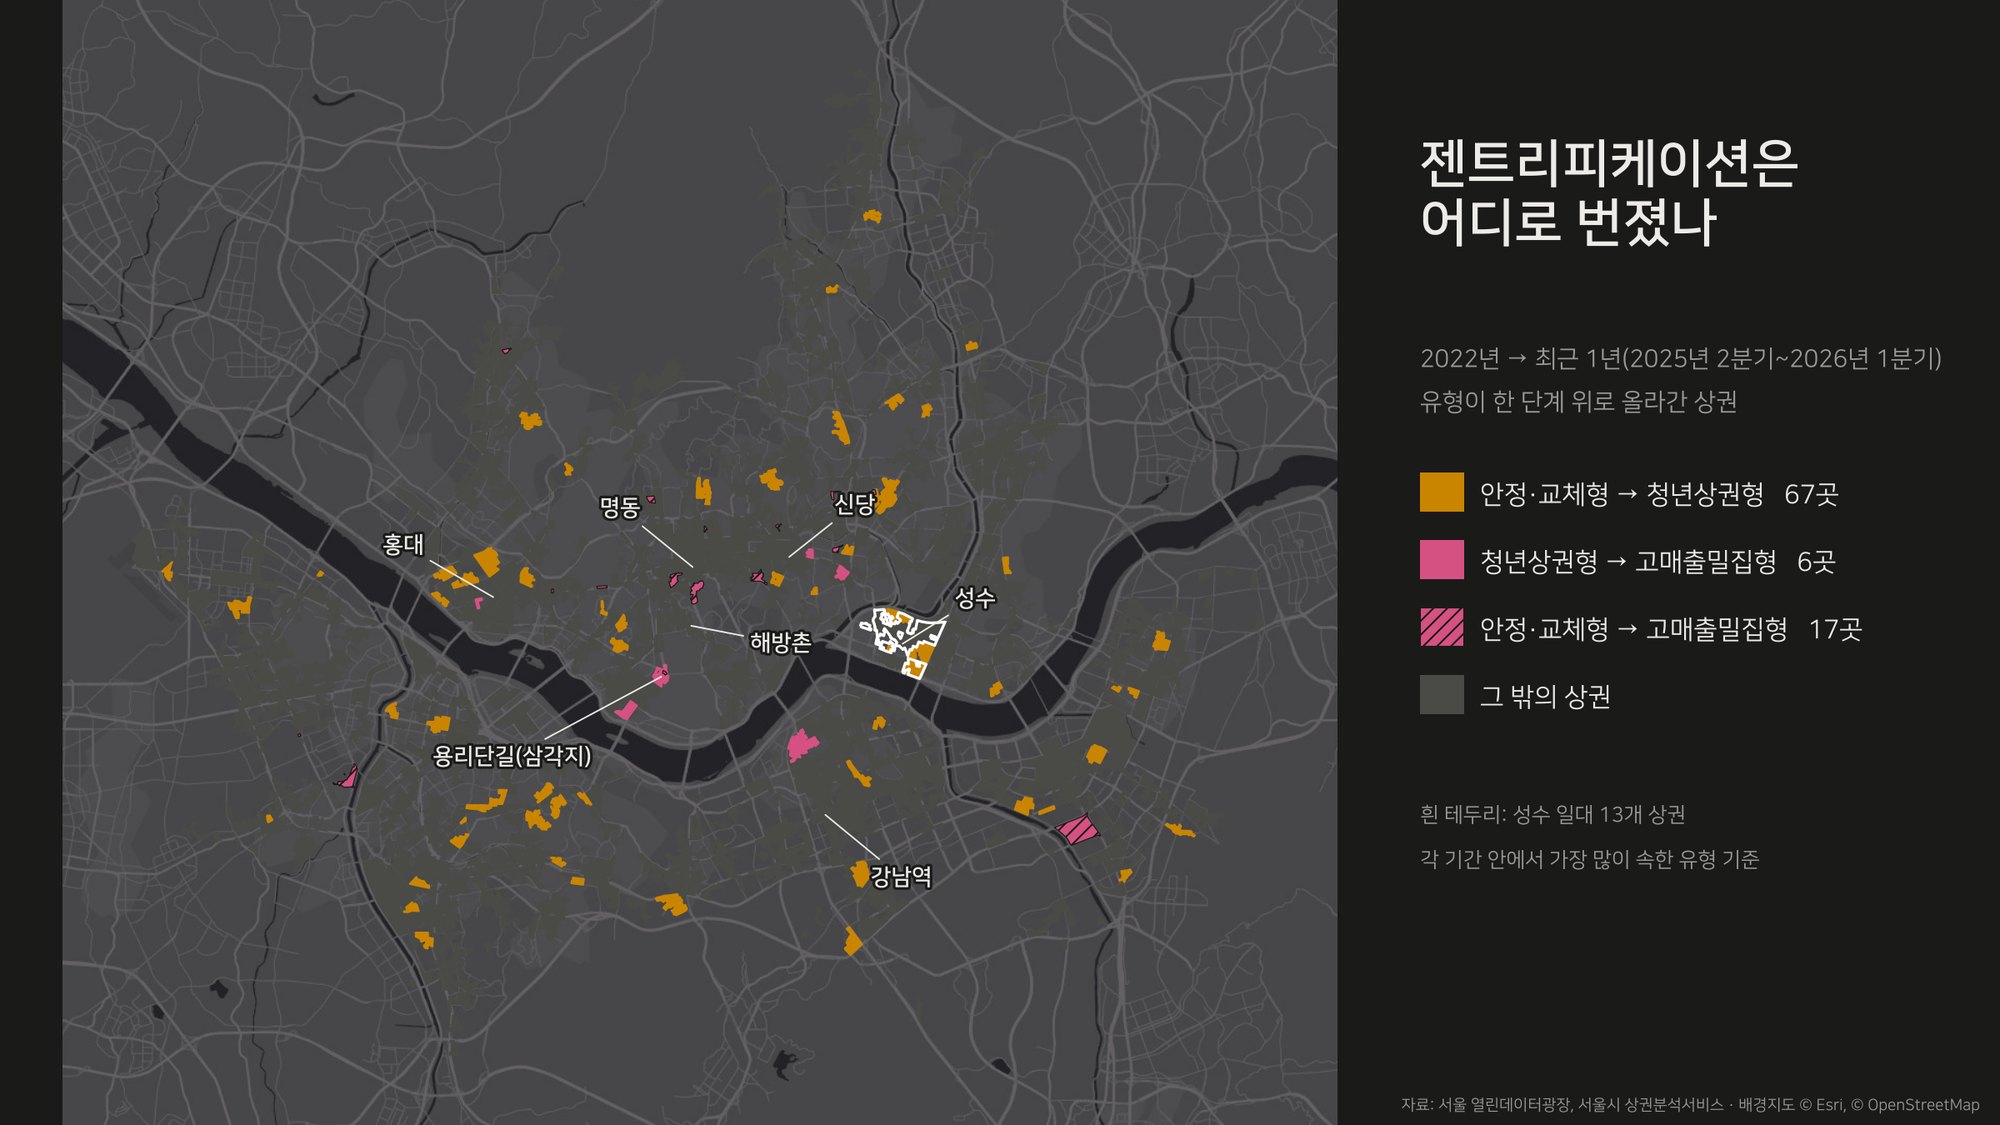 젠트리피케이션은
어디로 번졌나
2022년 → 최근 1년(2025년 2분기~2026년 1분기)
유형이 한 단계 위로 올라간 상권
안정·교체형 → 청년상권형 67곳
청년상권형 → 고매출밀집형 6곳
안정·교체형 → 고매출밀집형 17곳
그 밖의 상권
흰 테두리: 성수 일대 13개 상권
각 기간 안에서 가장 많이 속한 유형 기준
명동
신당
홍대
성수
해방촌
용리단길(삼각지)
강남역
자료: 서울 열린데이터광장, 서울시 상권분석서비스 · 배경지도 © Esri, © OpenStreetMap